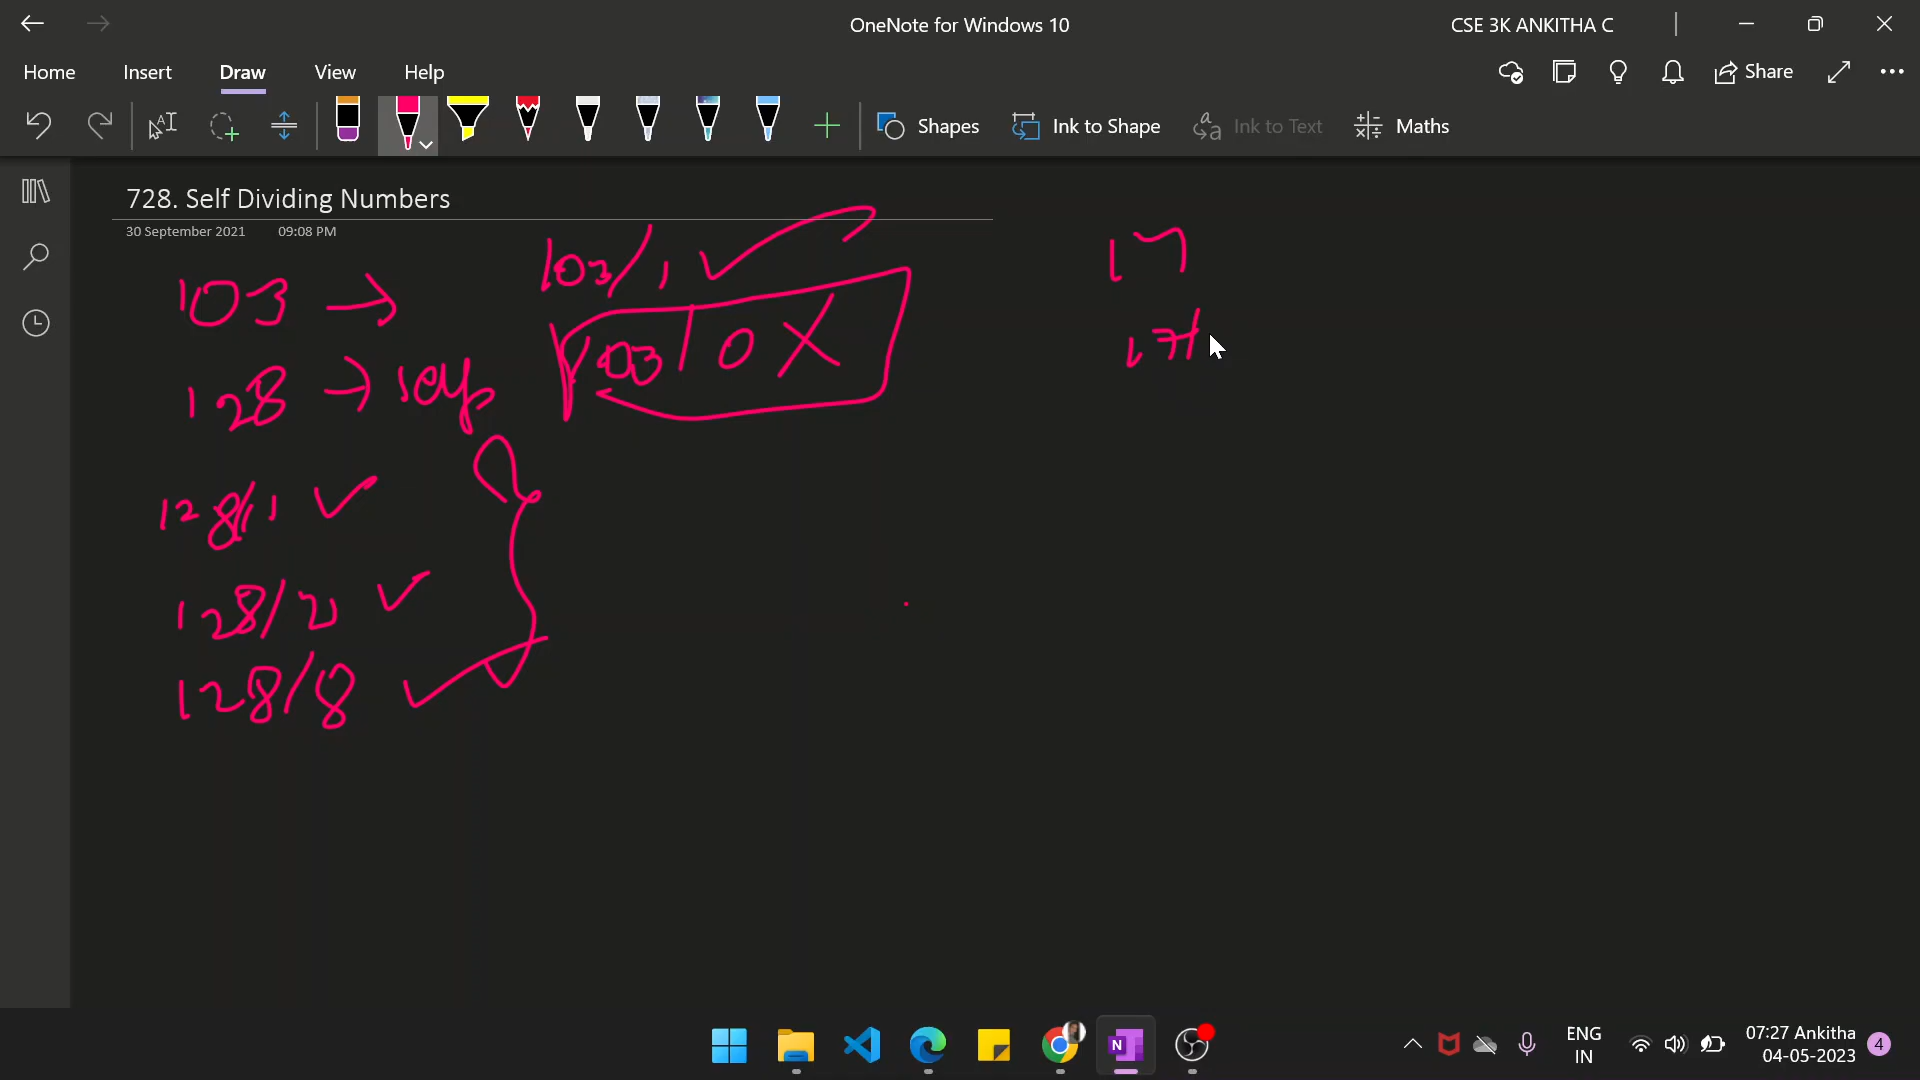 OneNote for Windows 10
CSE 3K ANKITHA C
Home Insert Draw View Help
Share
Shapes Ink to Shape Ink to Text Maths
728. Self Dividing Numbers
30 September 2021 09:08 PM
103 →
128 → self
128/1 ✓
128/2 ✓
128/8 ✓
103/1 ✓
103/0 X
17
17/
ENG
IN
07:27 Ankitha
04-05-2023
4